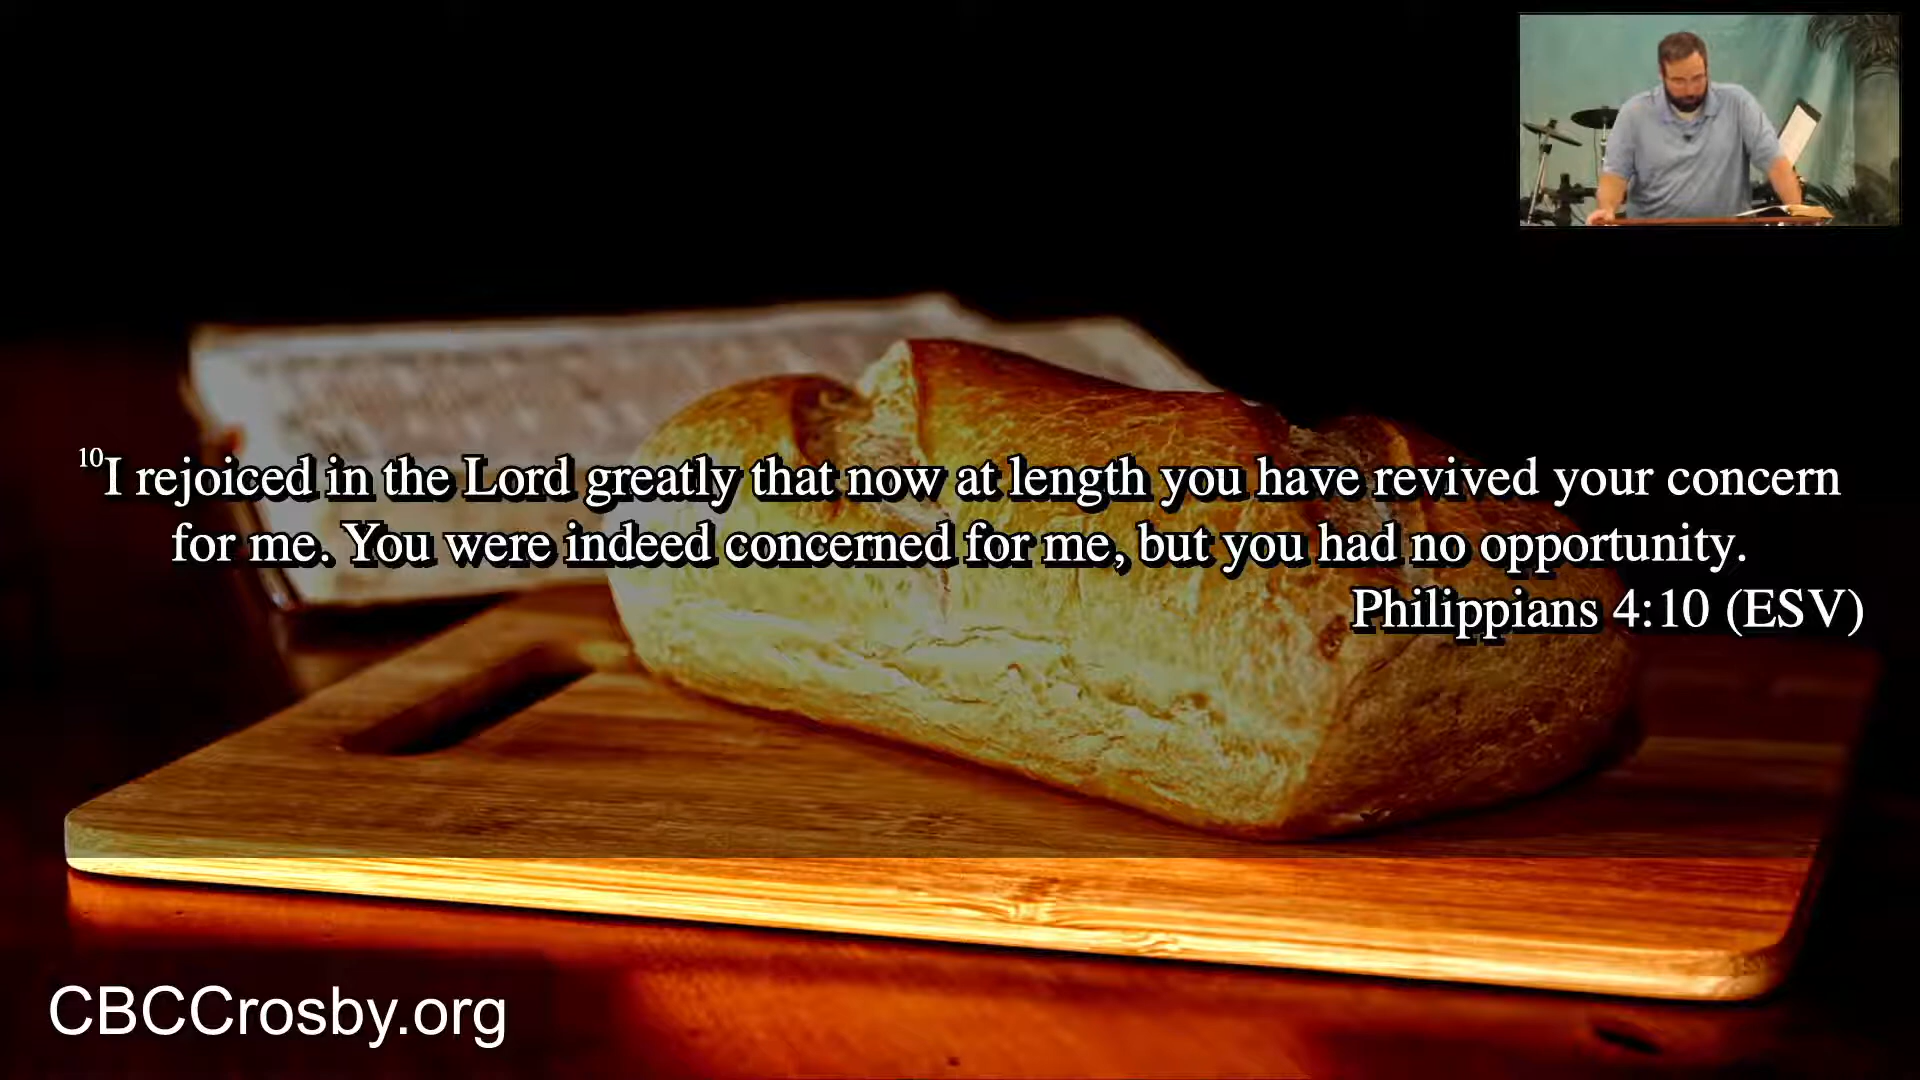 ¹⁰I rejoiced in the Lord greatly that now at length you have revived your concern
for me. You were indeed concerned for me, but you had no opportunity.
Philippians 4:10 (ESV)
CBCCrosby.org